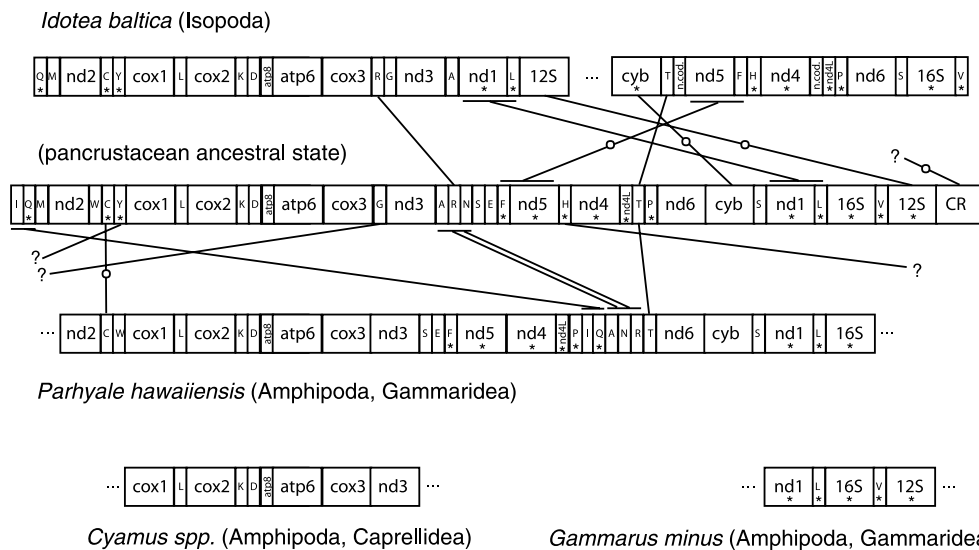 Idotea baltica (Isopoda)
Q* M nd2 C* Y* cox1 L cox2 K D atp8 atp6 cox3 R G nd3 A nd1* L* 12S ... cyb* T n.cod. nd5* F H* nd4* n.cod. nd4L* P* nd6 S 16S* V*
(pancrustacean ancestral state)
?
I Q* M nd2 W C* Y* cox1 L cox2 K D atp8 atp6 cox3 G nd3 A R N S E F* nd5* H* nd4* nd4L* T P* nd6 cyb S nd1* L* 16S* V* 12S* CR
?
? ?
... nd2 C W cox1 L cox2 K D atp8 atp6 cox3 nd3 S E F* nd5* nd4* nd4L* P* I Q* A N R T nd6 cyb S nd1* L* 16S* ...
Parhyale hawaiiensis (Amphipoda, Gammaridea)
... cox1 L cox2 K D atp8 atp6 cox3 nd3 ... ... nd1* L* 16S* V* 12S* ...
Cyamus spp. (Amphipoda, Caprellidea) Gammarus minus (Amphipoda, Gammaridea